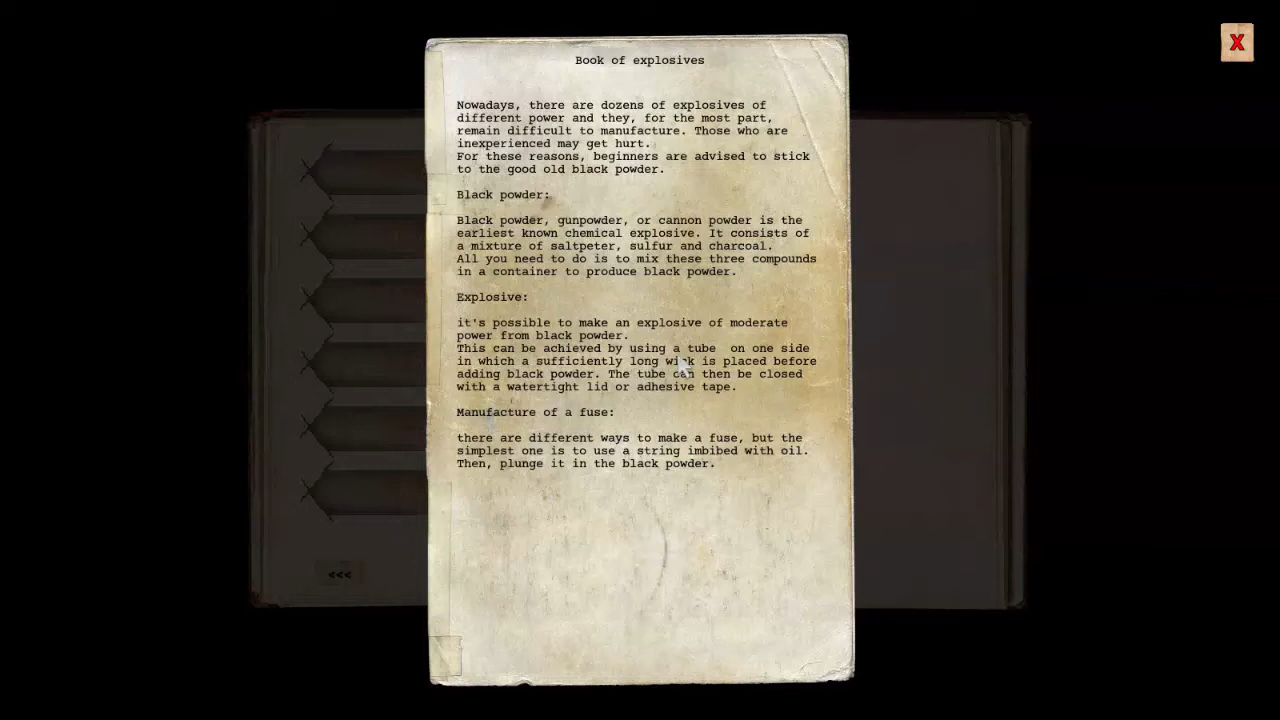 X
Book of explosives
Nowadays, there are dozens of explosives of
different power and they, for the most part,
remain difficult to manufacture. Those who are
inexperienced may get hurt.
For these reasons, beginners are advised to stick
to the good old black powder.
Black powder:
Black powder, gunpowder, or cannon powder is the
earliest known chemical explosive. It consists of
a mixture of saltpeter, sulfur and charcoal.
All you need to do is to mix these three compounds
in a container to produce black powder.
Explosive:
it's possible to make an explosive of moderate
power from black powder.
This can be achieved by using a tube  on one side
in which a sufficiently long wick is placed before
adding black powder. The tube can then be closed
with a watertight lid or adhesive tape.
Manufacture of a fuse:
there are different ways to make a fuse, but the
simplest one is to use a string imbibed with oil.
Then, plunge it in the black powder.
<<<